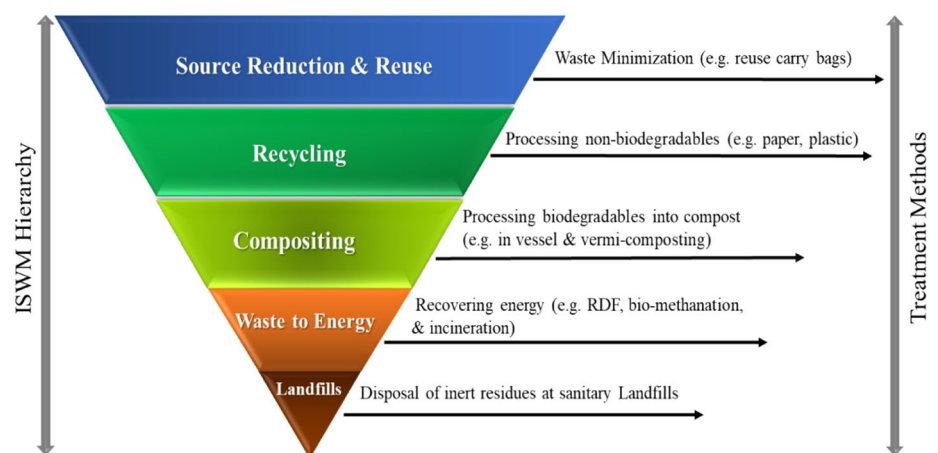 ISWM Hierarchy
Source Reduction & Reuse
Waste Minimization (e.g. reuse carry bags)
Recycling
Processing non-biodegradables (e.g. paper, plastic)
Compositing
Processing biodegradables into compost
(e.g. in vessel & vermi-composting)
Waste to Energy
Recovering energy (e.g. RDF, bio-methanation,
& incineration)
Landfills
Disposal of inert residues at sanitary Landfills
Treatment Methods